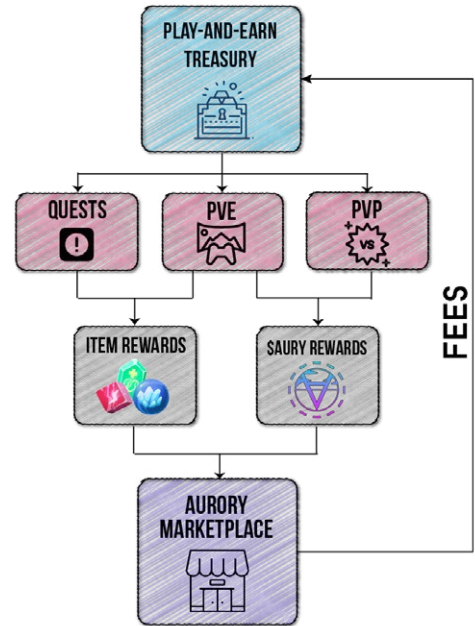 PLAY-AND-EARN
TREASURY
QUESTS
PVE
PVP
VS
ITEM REWARDS
$AURY REWARDS
AURORY
MARKETPLACE
FEES